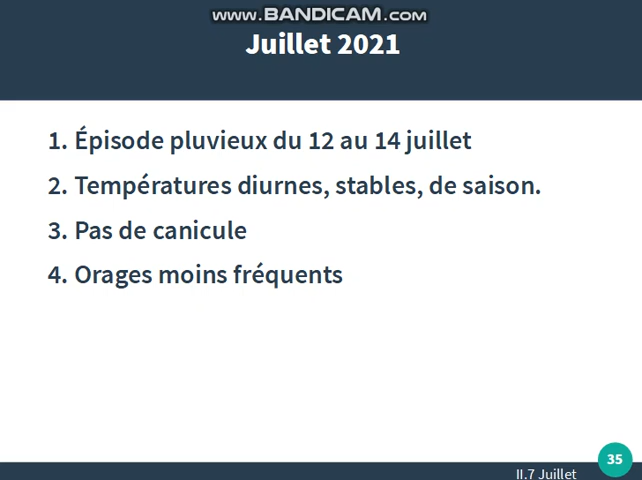 www.BANDICAM.com
Juillet 2021
1. Épisode pluvieux du 12 au 14 juillet
2. Températures diurnes, stables, de saison.
3. Pas de canicule
4. Orages moins fréquents
35
II.7 Juillet